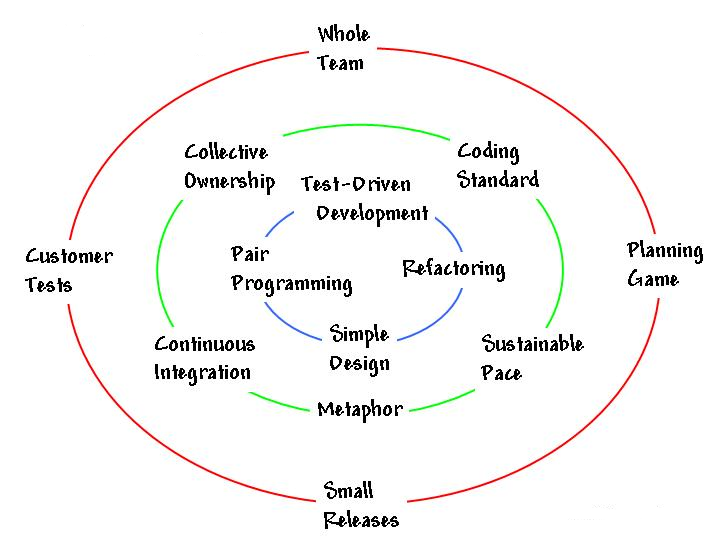 Whole
Team
Collective
Ownership
Coding
Standard
Test-Driven
Development
Customer
Tests
Pair
Programming
Refactoring
Planning
Game
Continuous
Integration
Simple
Design
Sustainable
Pace
Metaphor
Small
Releases